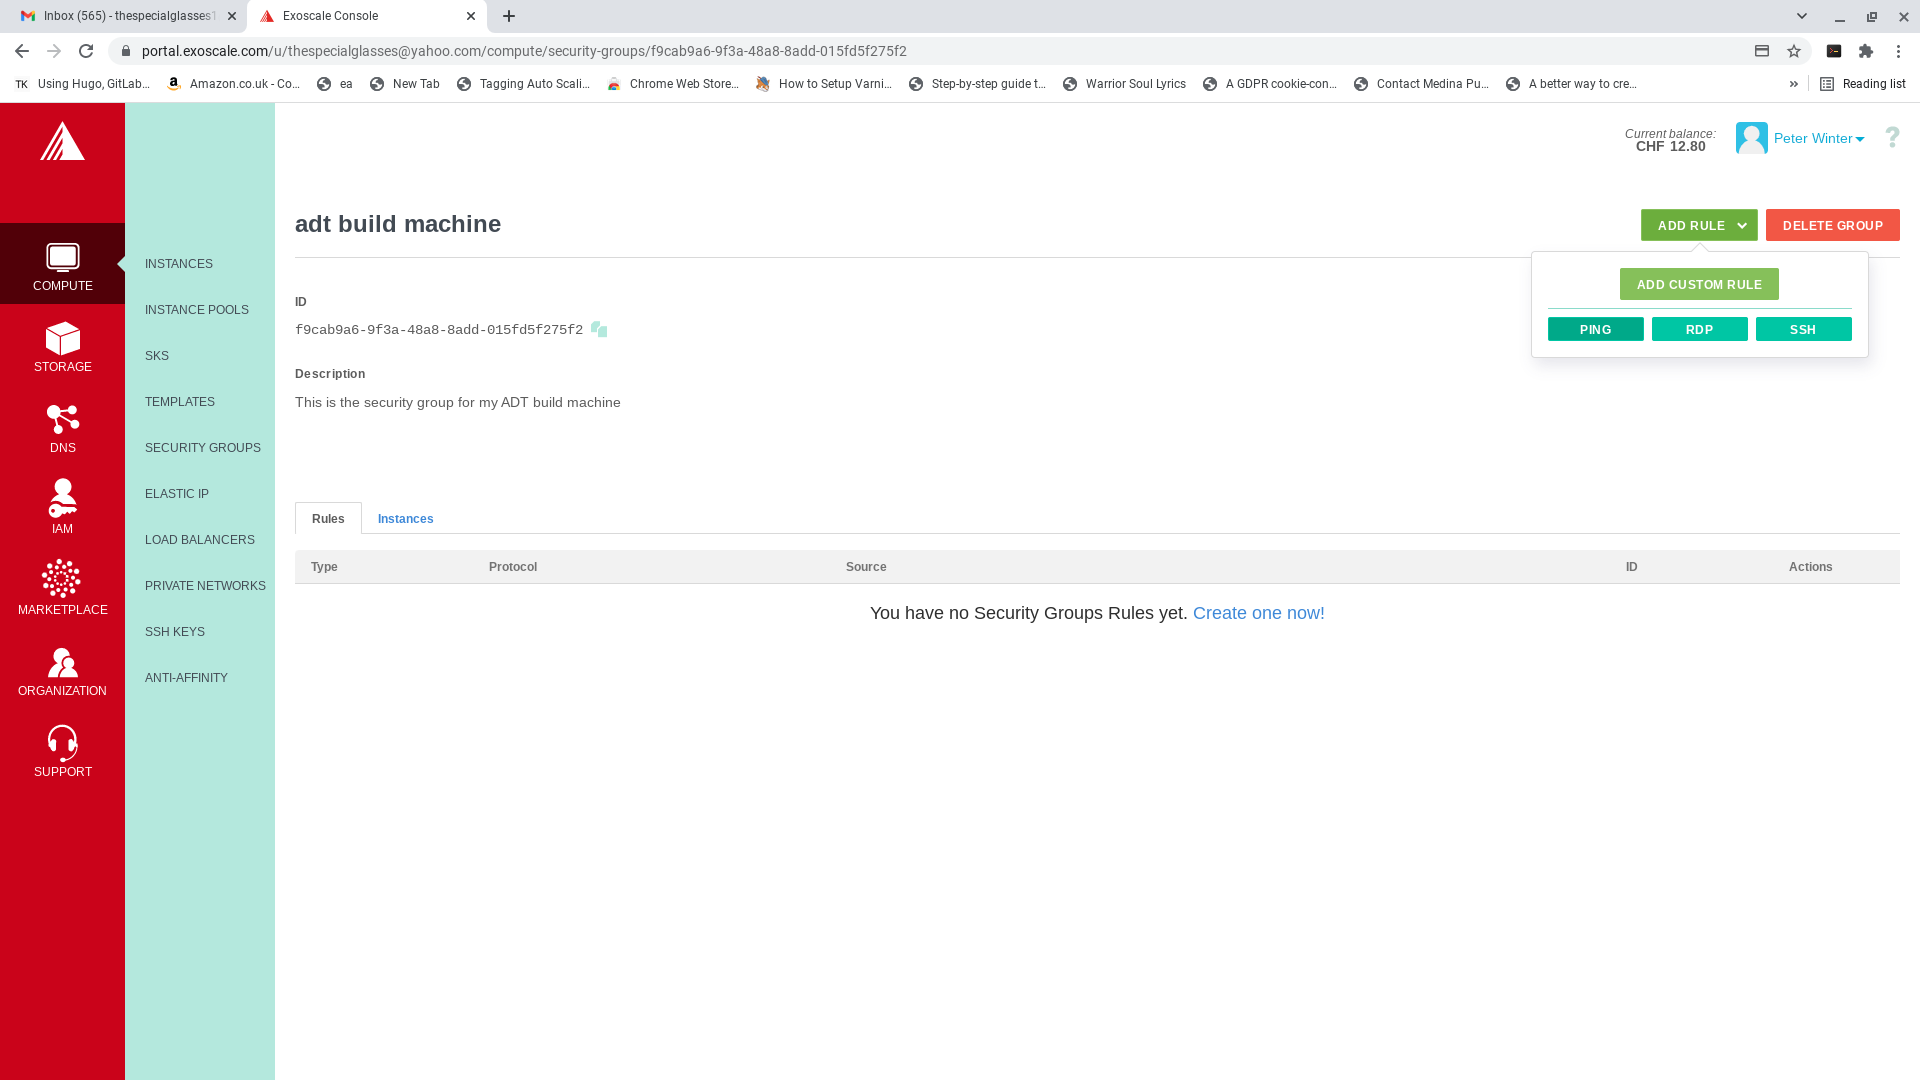 Inbox (565) - thespecialglasses1
Exoscale Console
portal.exoscale.com/u/thespecialglasses@yahoo.com/compute/security-groups/f9cab9a6-9f3a-48a8-8add-015fd5f275f2
TK Using Hugo, GitLab…
Amazon.co.uk - Co…
ea
New Tab
Tagging Auto Scali…
Chrome Web Store…
How to Setup Varni…
Step-by-step guide t…
Warrior Soul Lyrics
A GDPR cookie-con…
Contact Medina Pu…
A better way to cre…
»
Reading list
Current balance:
CHF 12.80
Peter Winter
?
COMPUTE
STORAGE
DNS
IAM
MARKETPLACE
ORGANIZATION
SUPPORT
INSTANCES
INSTANCE POOLS
SKS
TEMPLATES
SECURITY GROUPS
ELASTIC IP
LOAD BALANCERS
PRIVATE NETWORKS
SSH KEYS
ANTI-AFFINITY
adt build machine
ADD RULE
DELETE GROUP
ADD CUSTOM RULE
PING RDP SSH
ID
f9cab9a6-9f3a-48a8-8add-015fd5f275f2
Description
This is the security group for my ADT build machine
Rules Instances
Type Protocol Source ID Actions
You have no Security Groups Rules yet. Create one now!